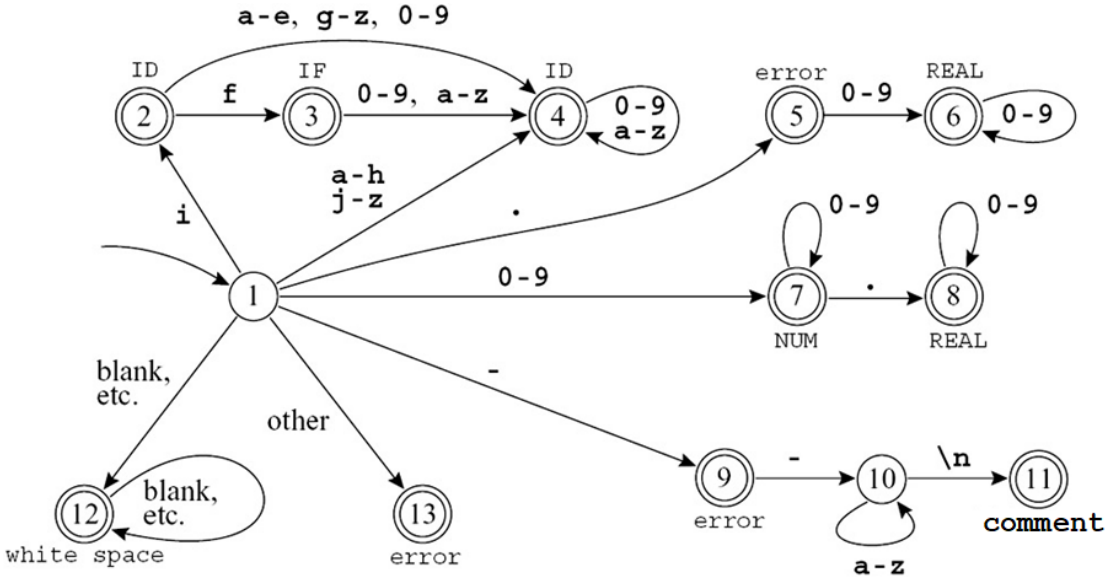 a-e, g-z, 0-9
ID
IF
ID
error
REAL
2
f
3
0-9, a-z
4
0-9
a-z
5
0-9
6
0-9
i
a-h
j-z
.
0-9
0-9
1
0-9
7
.
8
NUM
REAL
blank,
etc.
other
-
12
blank,
etc.
13
9
-
10
\n
11
white space
error
error
comment
a-z